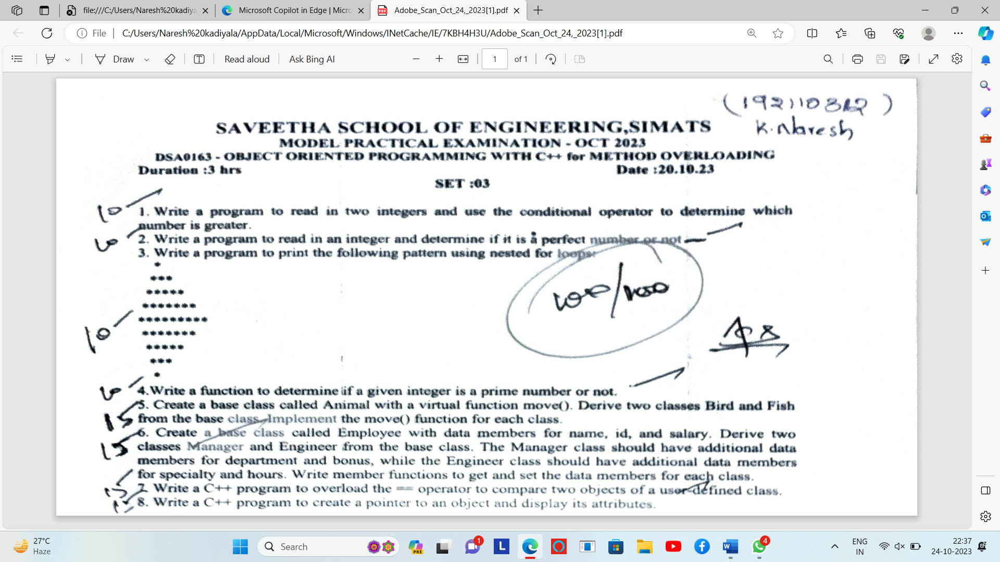 file:///C:/Users/Naresh%20kadiya
Microsoft Copilot in Edge | Micro
Adobe_Scan_Oct_24,_2023[1].pdf
File
C:/Users/Naresh%20kadiyala/AppData/Local/Microsoft/Windows/INetCache/IE/7KBH4H3U/Adobe_Scan_Oct_24,_2023[1].pdf
Draw
Read aloud
Ask Bing AI
1 of 1
K.Naresh
SAVEETHA SCHOOL OF ENGINEERING,SIMATS
MODEL PRACTICAL EXAMINATION - OCT 2023
DSA0163 - OBJECT ORIENTED PROGRAMMING WITH C++ for METHOD OVERLOADING
Duration :3 hrs Date :20.10.23
SET :03
10
1. Write a program to read in two integers and use the conditional operator to determine which
number is greater.
10
2. Write a program to read in an integer and determine if it is a perfect number or not
3. Write a program to print the following pattern using nested for loops:
*
***
*****
*******
*********
*******
*****
***
*
10
100/100
10
4.Write a function to determine if a given integer is a prime number or not.
5. Create a base class called Animal with a virtual function move(). Derive two classes Bird and Fish
15
from the base class. Implement the move() function for each class.
6. Create a base class called Employee with data members for name, id, and salary. Derive two
15
classes Manager and Engineer from the base class. The Manager class should have additional data
members for department and bonus, while the Engineer class should have additional data members
for specialty and hours. Write member functions to get and set the data members for each class.
15
7. Write a C++ program to overload the == operator to compare two objects of a user-defined class.
15
8. Write a C++ program to create a pointer to an object and display its attributes.
27°C
Haze
Search
PRE
1
L
W
4
ENG
IN
22:37
24-10-2023